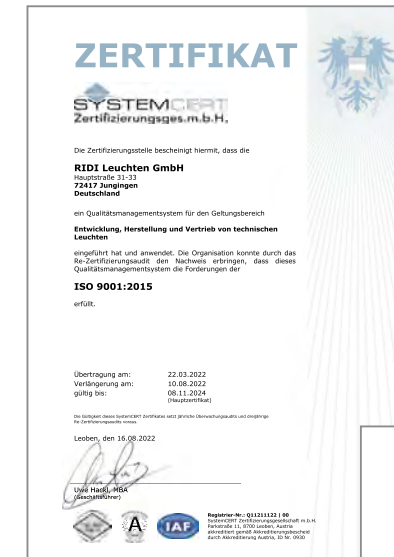 ZERTIFIKAT
SYSTEMCERT
Zertifizierungsges.m.b.H.
Die Zertifizierungsstelle bescheinigt hiermit, dass die
RIDI Leuchten GmbH
Hauptstraße 31-33
72417 Jungingen
Deutschland
ein Qualitätsmanagementsystem für den Geltungsbereich
Entwicklung, Herstellung und Vertrieb von technischen
Leuchten
eingeführt hat und anwendet. Die Organisation konnte durch das
Re-Zertifizierungsaudit den Nachweis erbringen, dass dieses
Qualitätsmanagementsystem die Forderungen der
ISO 9001:2015
erfüllt.
Übertragung am: 22.03.2022
Verlängerung am: 10.08.2022
gültig bis: 08.11.2024
(Hauptzertifikat)
Die Gültigkeit dieses SystemCERT Zertifikates setzt jährliche Überwachungsaudits und dreijährige
Re-Zertifizierungsaudits voraus.
Leoben, den 16.08.2022
Uwe Hackl, MBA
(Geschäftsführer)
IAF
Registrier-Nr.: Q11211122 | 00
SystemCERT Zertifizierungsgesellschaft m.b.H.
Parkstraße 11, 8700 Leoben, Austria
akkreditiert gemäß Akkreditierungsbescheid
durch Akkreditierung Austria, ID Nr. 0930